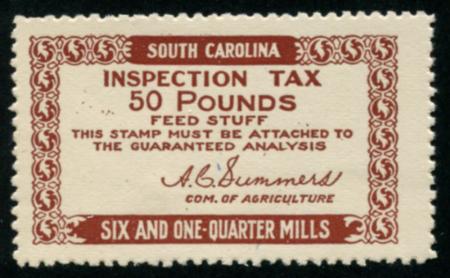 SOUTH CAROLINA
INSPECTION TAX
50 POUNDS
FEED STUFF
THIS STAMP MUST BE ATTACHED TO
THE GUARANTEED ANALYSIS
A.C. Summers
COM. OF AGRICULTURE
SIX AND ONE-QUARTER MILLS